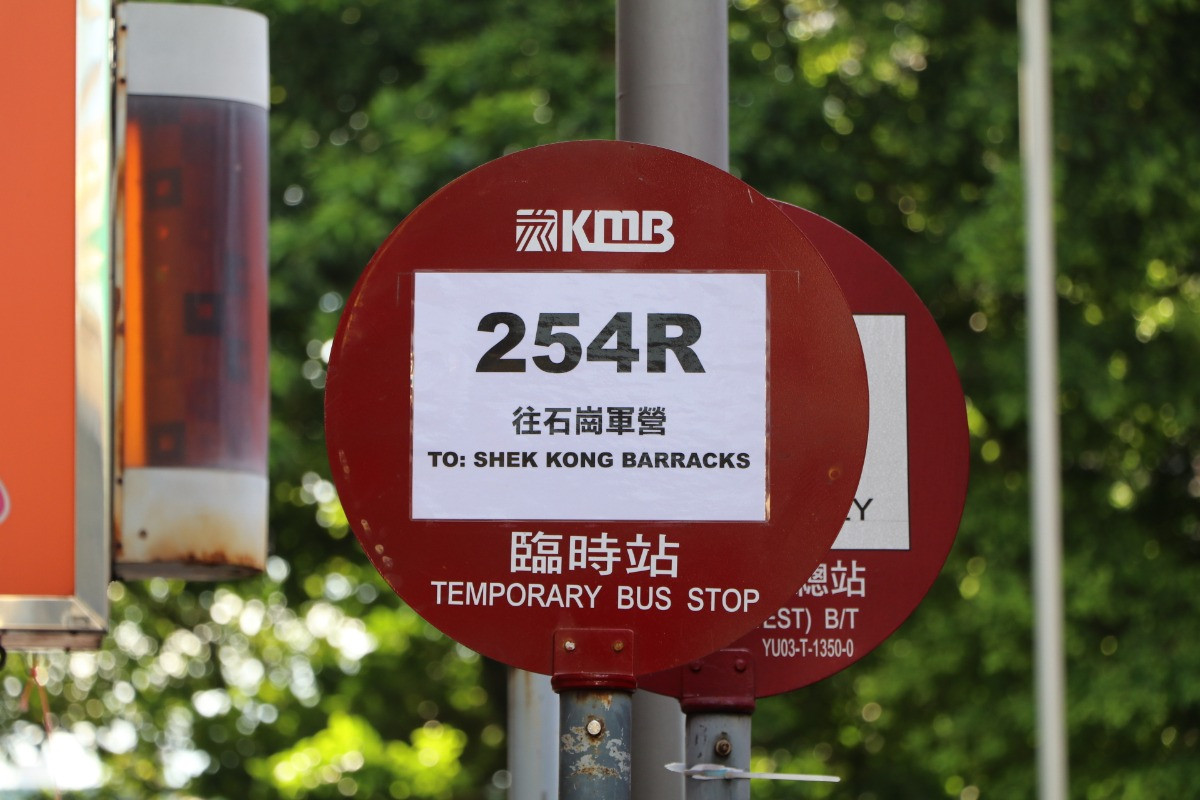 KMB
254R
往石崗軍營
TO: SHEK KONG BARRACKS
臨時站
TEMPORARY BUS STOP
LY
總站
EST) B/T
YU03-T-1350-0